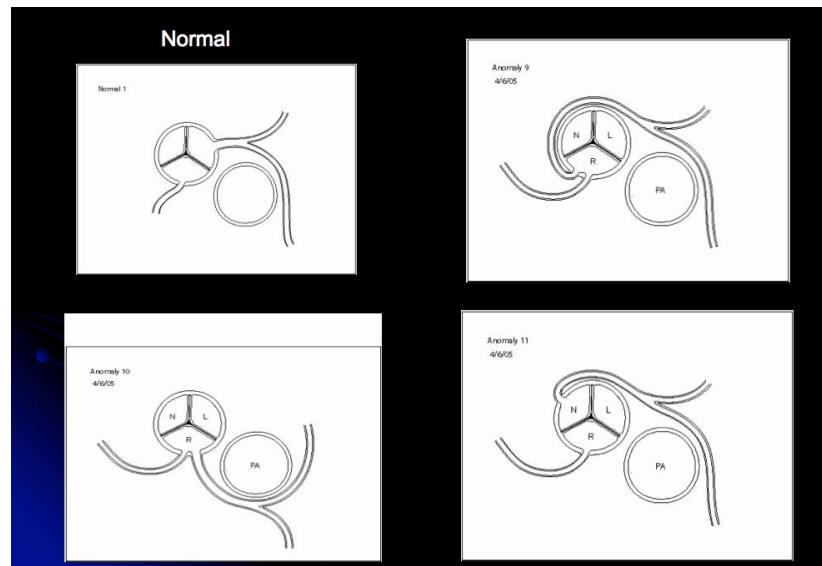 Normal
Normal 1
Anomaly 9
4/6/05
N L
R
PA
Anomaly 10
4/6/05
N L
R
PA
Anomaly 11
4/6/05
N L
R
PA